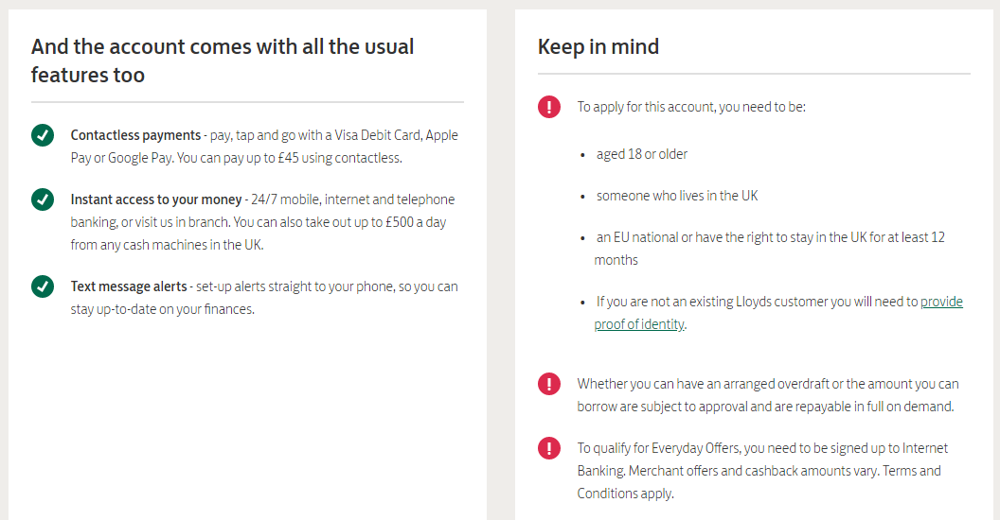 And the account comes with all the usual
features too
Contactless payments - pay, tap and go with a Visa Debit Card, Apple
Pay or Google Pay. You can pay up to £45 using contactless.
Instant access to your money - 24/7 mobile, internet and telephone
banking, or visit us in branch. You can also take out up to £500 a day
from any cash machines in the UK.
Text message alerts - set-up alerts straight to your phone, so you can
stay up-to-date on your finances.
Keep in mind
To apply for this account, you need to be:
• aged 18 or older
• someone who lives in the UK
• an EU national or have the right to stay in the UK for at least 12
months
• If you are not an existing Lloyds customer you will need to provide
proof of identity.
Whether you can have an arranged overdraft or the amount you can
borrow are subject to approval and are repayable in full on demand.
To qualify for Everyday Offers, you need to be signed up to Internet
Banking. Merchant offers and cashback amounts vary. Terms and
Conditions apply.